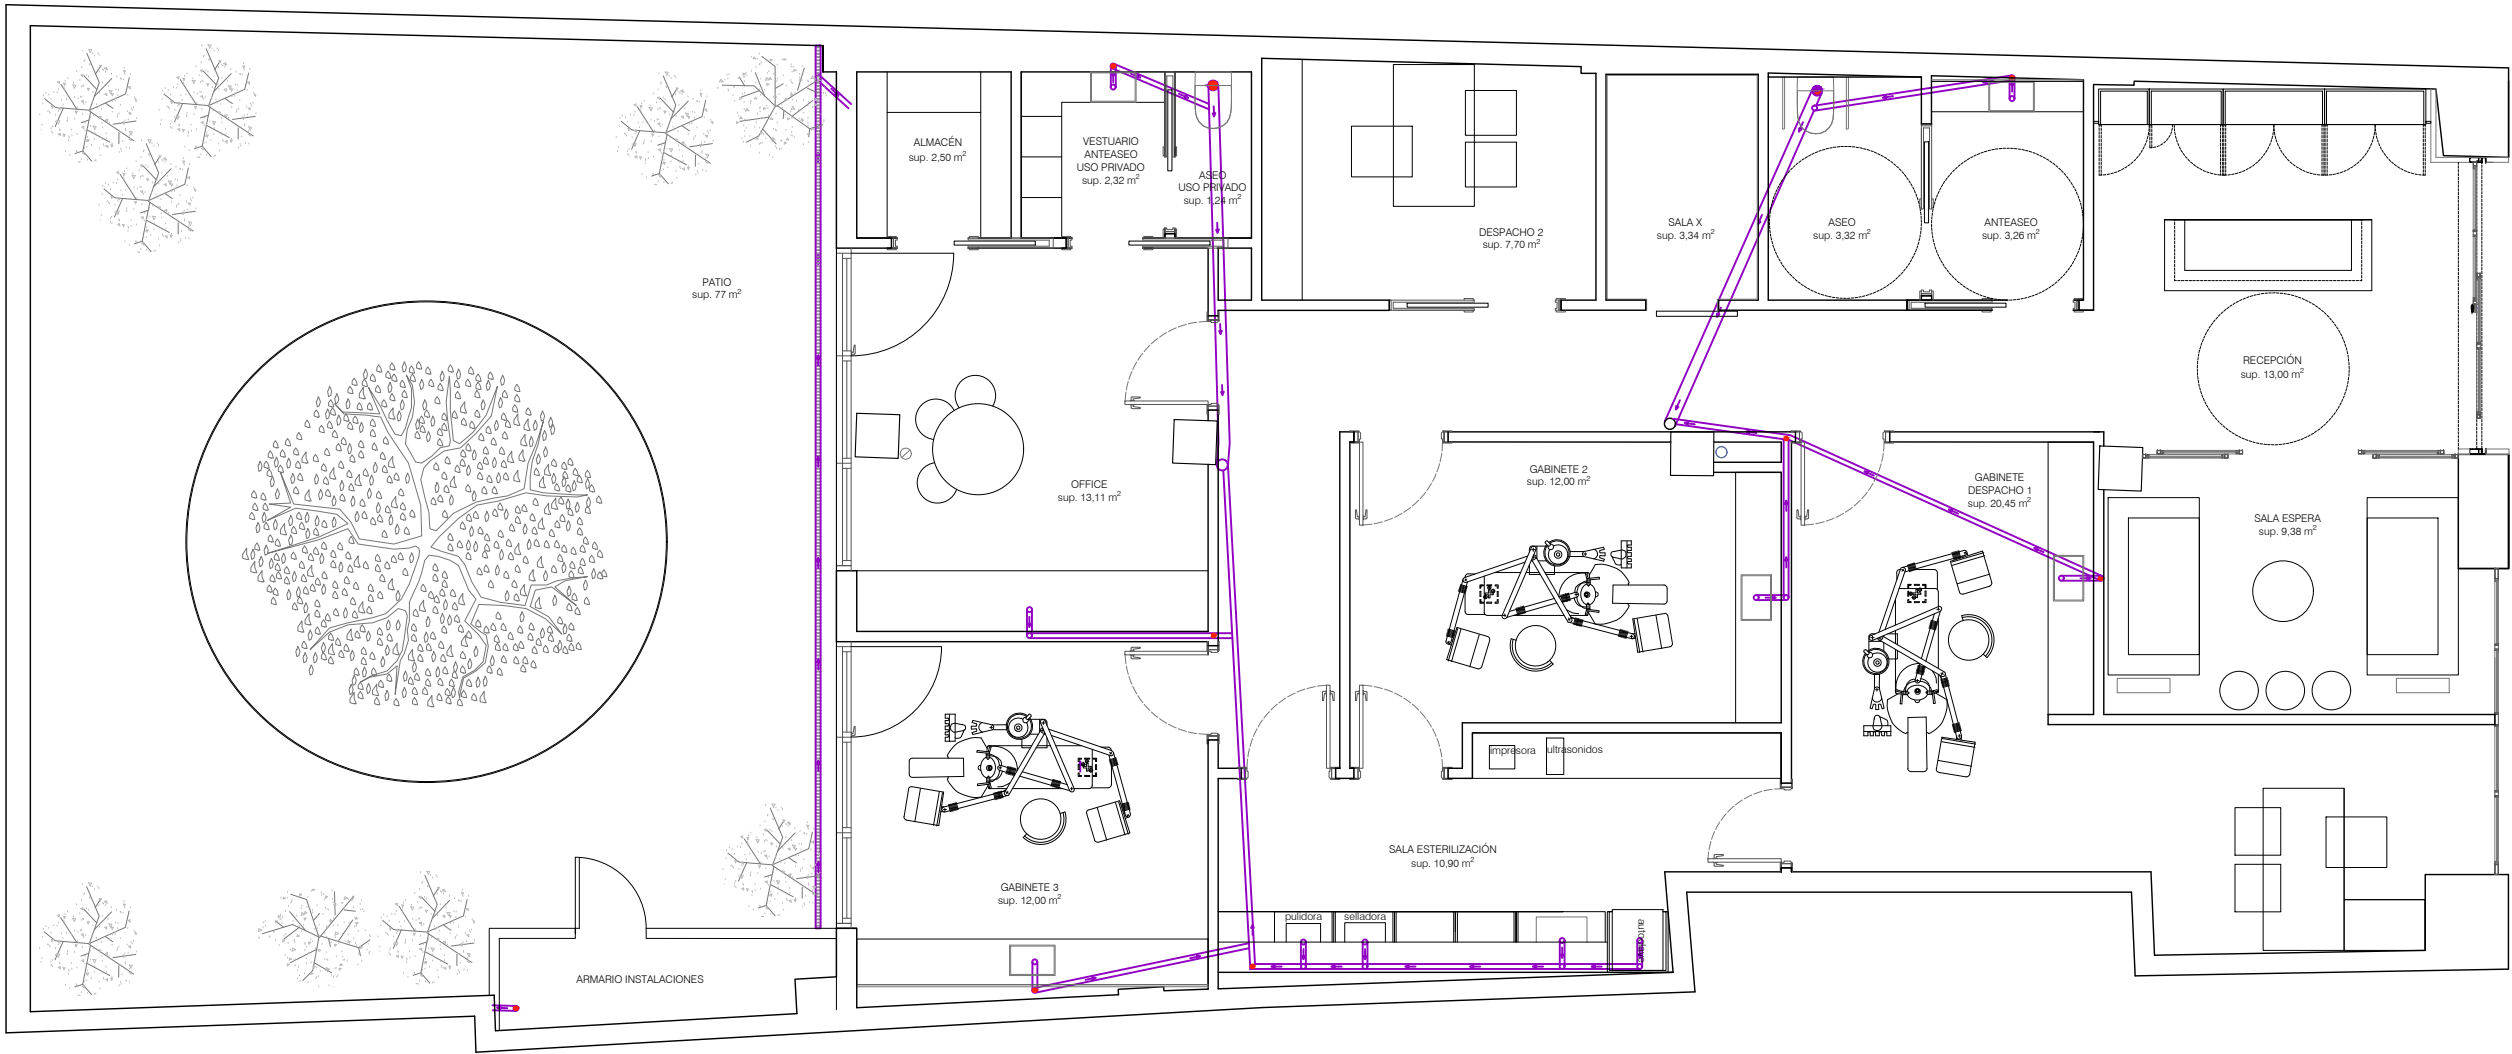 ALMACÉN
sup. 2,50 m²
VESTUARIO
ANTEASEO
USO PRIVADO
sup. 2,32 m²
ASEO
USO PRIVADO
sup. 1,24 m²
DESPACHO 2
sup. 7,70 m²
SALA X
sup. 3,34 m²
ASEO
sup. 3,32 m²
ANTEASEO
sup. 3,26 m²
PATIO
sup. 77 m²
RECEPCIÓN
sup. 13,00 m²
OFFICE
sup. 13,11 m²
GABINETE 2
sup. 12,00 m²
GABINETE
DESPACHO 1
sup. 20,45 m²
SALA ESPERA
sup. 9,38 m²
impresora
ultrasonidos
SALA ESTERILIZACIÓN
sup. 10,90 m²
GABINETE 3
sup. 12,00 m²
pulidora
selladora
ARMARIO INSTALACIONES